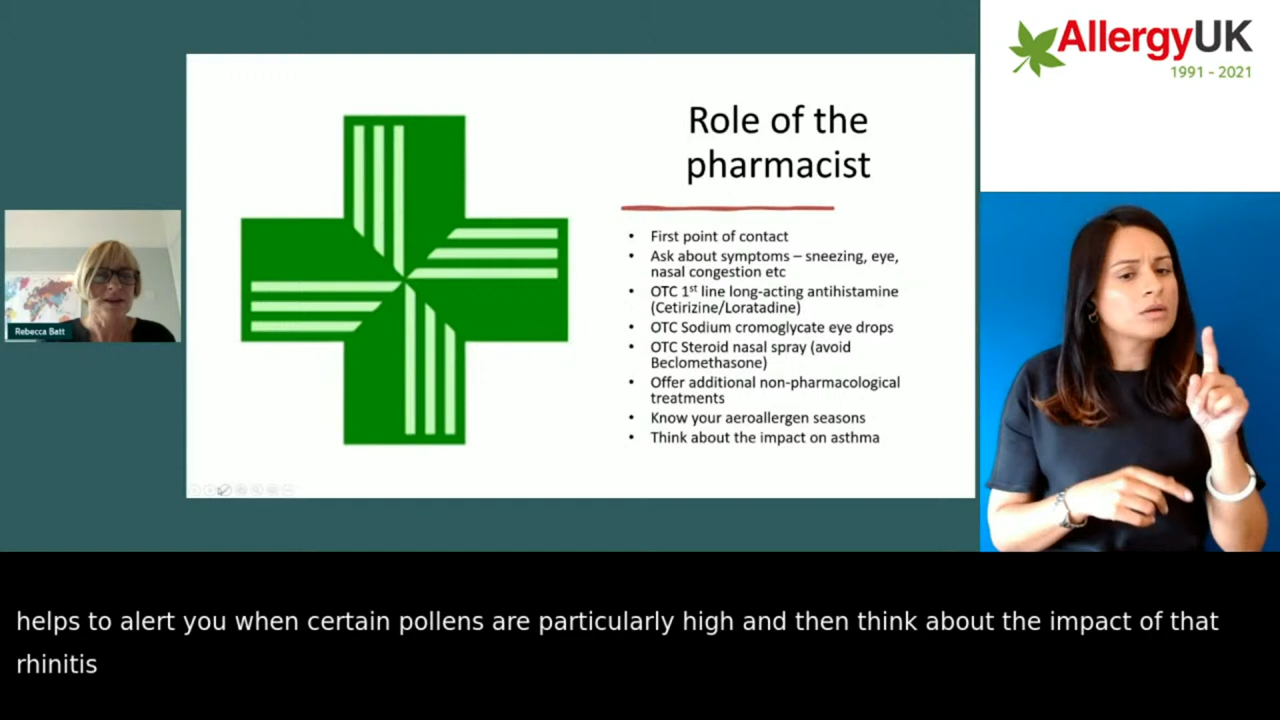 AllergyUK
1991 - 2021
Role of the
pharmacist
• First point of contact
• Ask about symptoms – sneezing, eye,
nasal congestion etc
• OTC 1st line long-acting antihistamine
(Cetirizine/Loratadine)
• OTC Sodium cromoglycate eye drops
• OTC Steroid nasal spray (avoid
Beclomethasone)
• Offer additional non-pharmacological
treatments
• Know your aeroallergen seasons
• Think about the impact on asthma
Rebecca Batt
helps to alert you when certain pollens are particularly high and then think about the impact of that
rhinitis